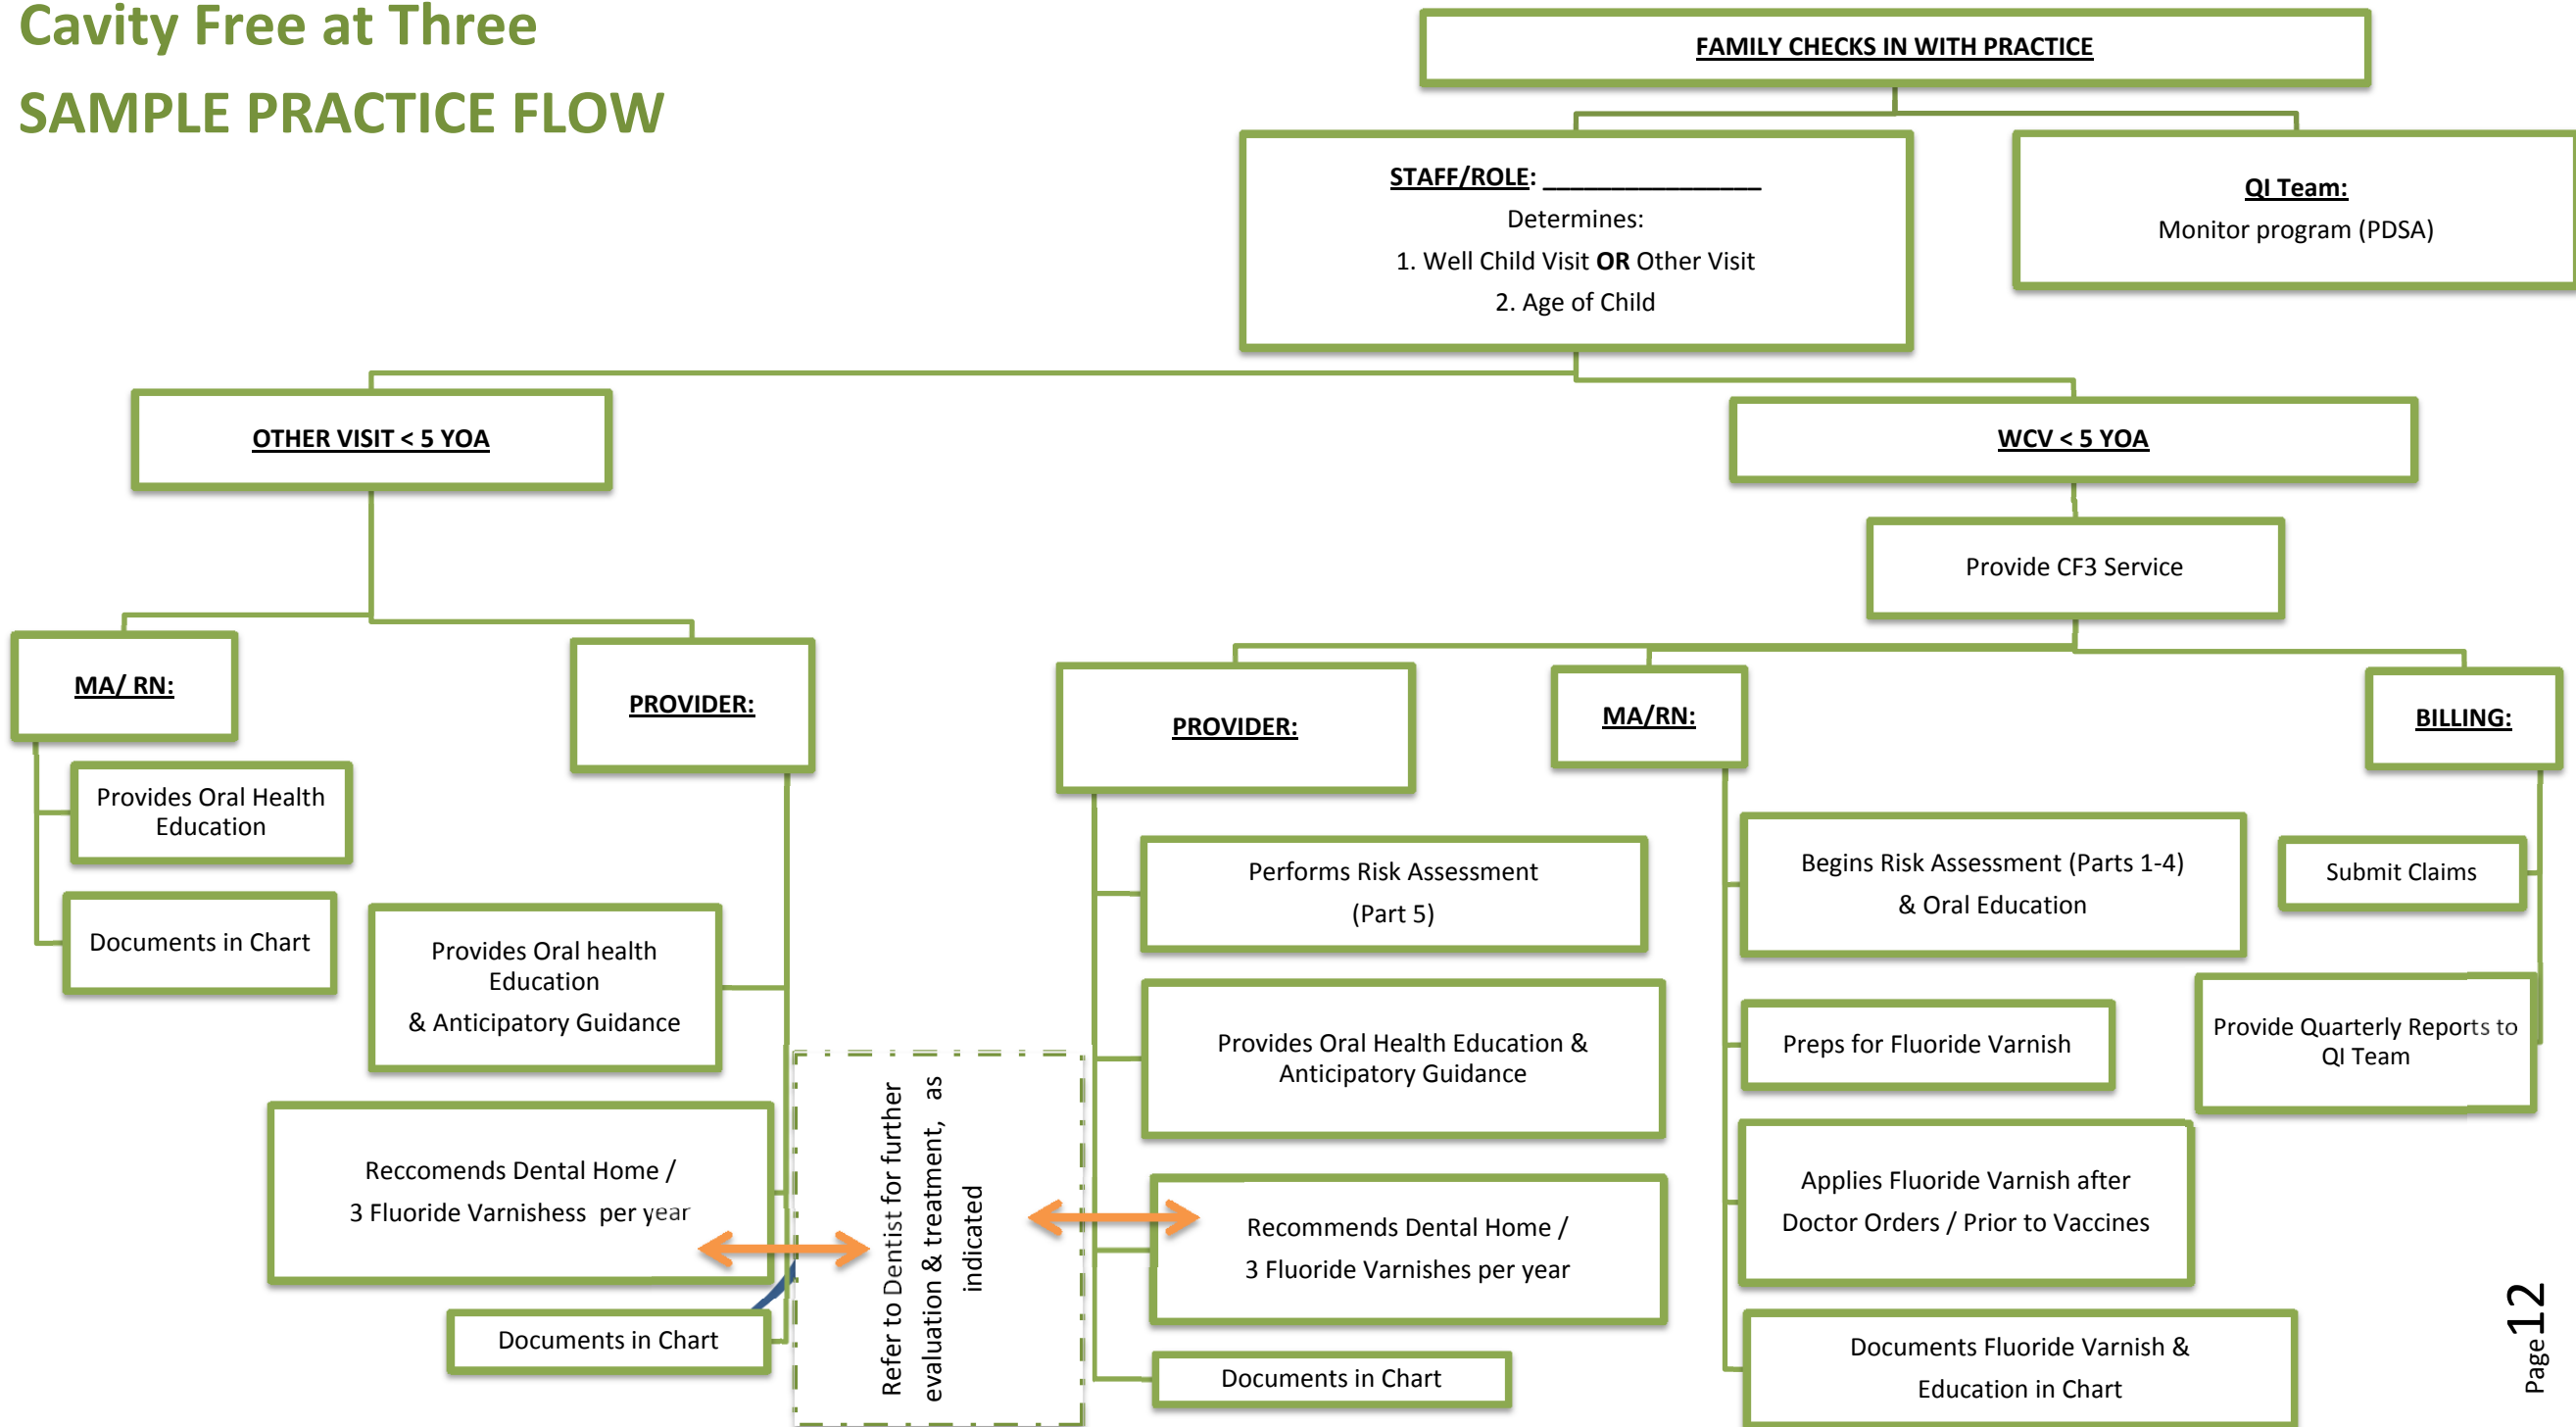 Cavity Free at Three
SAMPLE PRACTICE FLOW
FAMILY CHECKS IN WITH PRACTICE
STAFF/ROLE: ________________
Determines:
1. Well Child Visit OR Other Visit
2. Age of Child
QI Team:
Monitor program (PDSA)
OTHER VISIT < 5 YOA
WCV < 5 YOA
Provide CF3 Service
MA/ RN:
Provides Oral Health
Education
Documents in Chart
PROVIDER:
Provides Oral health
Education
& Anticipatory Guidance
Reccomends Dental Home /
3 Fluoride Varnishess per year
Documents in Chart
Refer to Dentist for further
evaluation & treatment, as
indicated
PROVIDER:
Performs Risk Assessment
(Part 5)
Provides Oral Health Education &
Anticipatory Guidance
Recommends Dental Home /
3 Fluoride Varnishes per year
Documents in Chart
MA/RN:
Begins Risk Assessment (Parts 1-4)
& Oral Education
Preps for Fluoride Varnish
Applies Fluoride Varnish after
Doctor Orders / Prior to Vaccines
Documents Fluoride Varnish &
Education in Chart
BILLING:
Submit Claims
Provide Quarterly Reports to
QI Team
Page 12